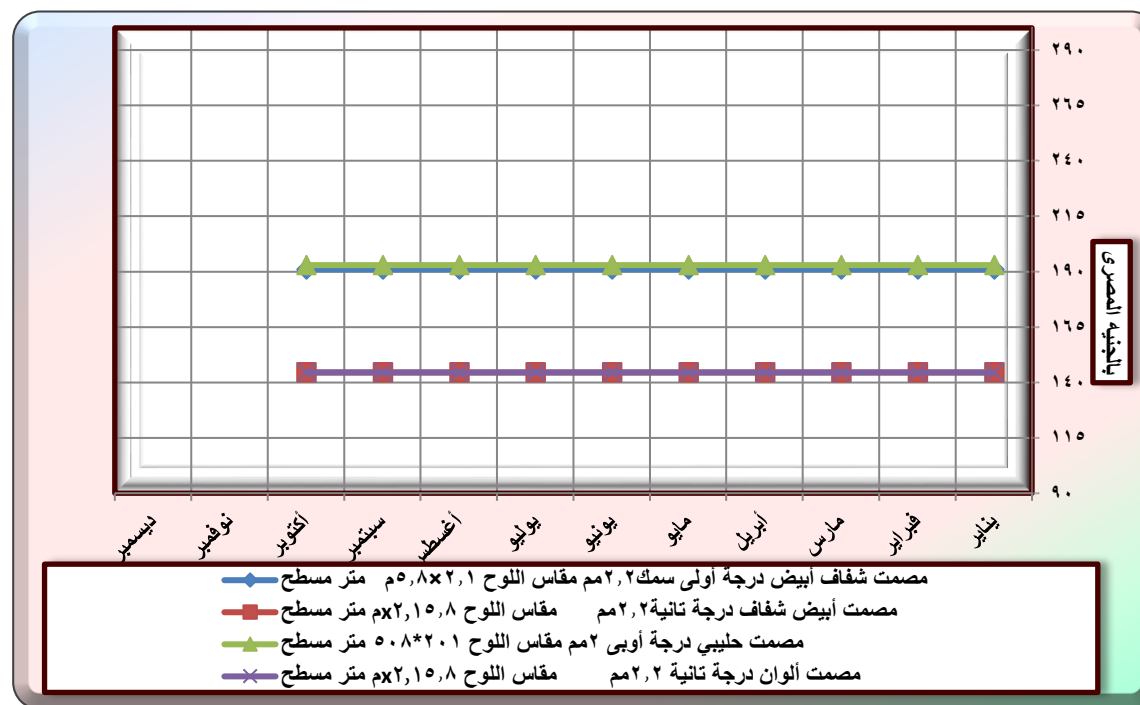 ٢٩٠
٢٦٥
٢٤٠
٢١٥
١٩٠
١٦٥
١٤٠
١١٥
٩٠
بالجنيه المصرى
يناير
فبراير
مارس
أبريل
مايو
يونيو
يوليو
أغسطس
سبتمبر
أكتوبر
نوفمبر
ديسمبر
مصمت شفاف أبيض درجة أولى سمك٢,٢مم مقاس اللوح ٢,١×٥,٨م متر مسطح
مصمت أبيض شفاف درجة تانية٢,٢مم مقاس اللوح ٢,١٥,٨xم متر مسطح
مصمت حليبي درجة أوبى ٢مم مقاس اللوح ٢٠١*٥٠٨ متر مسطح
مصمت ألوان درجة تانية ٢,٢مم مقاس اللوح ٢,١٥,٨xم متر مسطح